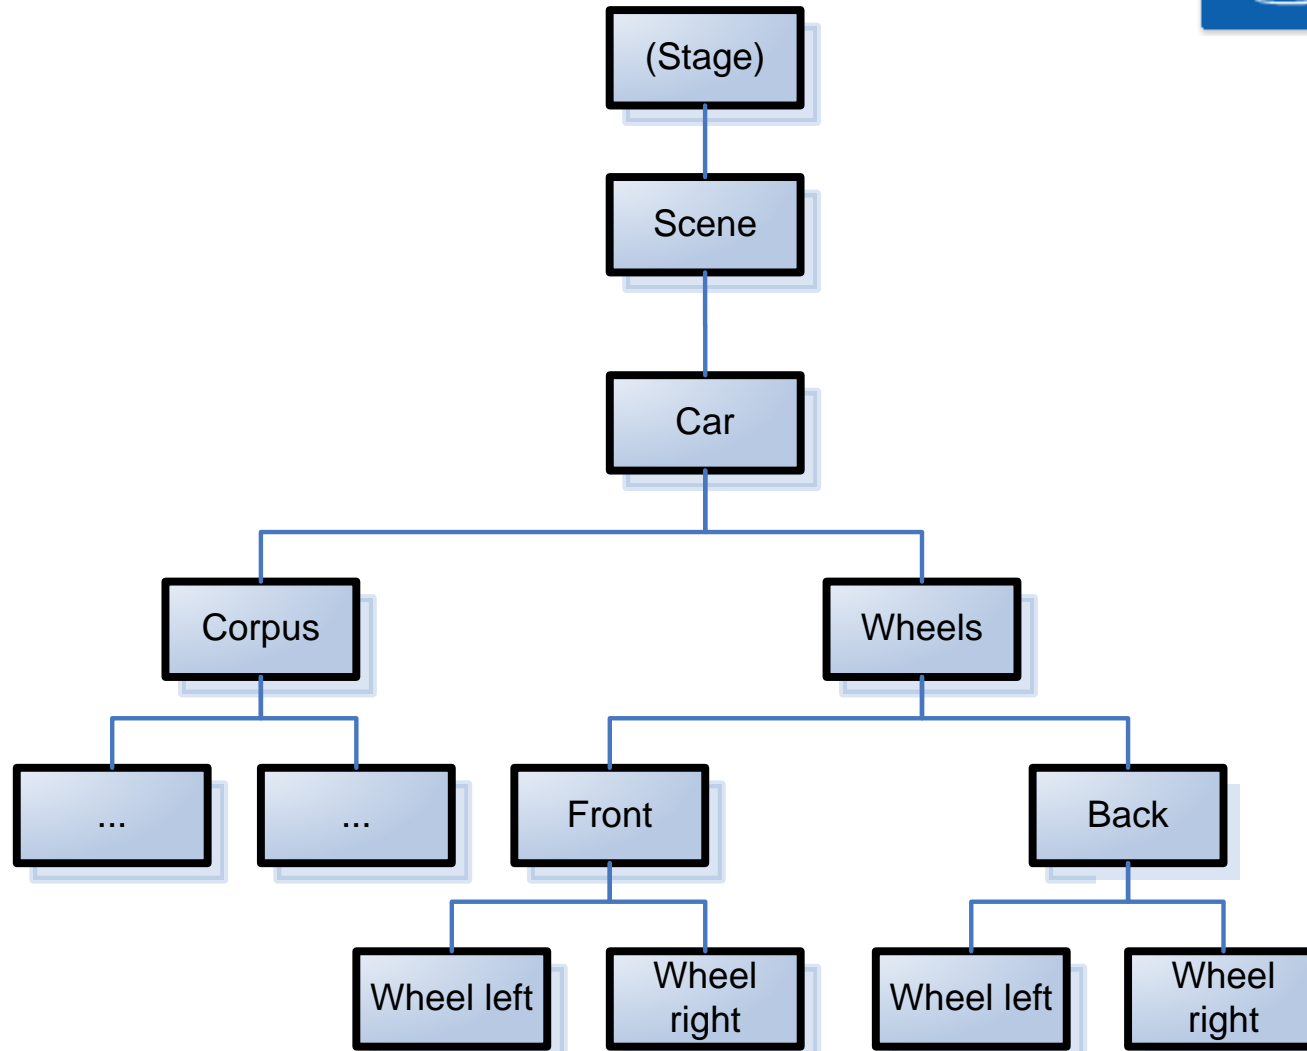 (Stage)
Scene
Car
Corpus
Wheels
...
...
Front
Back
Wheel left
Wheel
right
Wheel left
Wheel
right